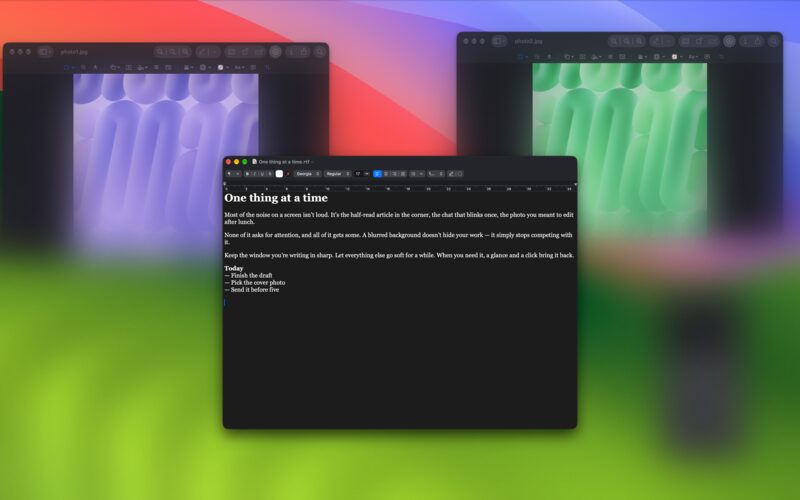 photo1.jpg
photo2.jpg
One thing at a time.rtf
Georgia
Regular
17
One thing at a time
Most of the noise on a screen isn't loud. It's the half-read article in the corner, the chat that blinks once, the photo you meant to edit
after lunch.
None of it asks for attention, and all of it gets some. A blurred background doesn't hide your work — it simply stops competing with
it.
Keep the window you're writing in sharp. Let everything else go soft for a while. When you need it, a glance and a click bring it back.
Today
— Finish the draft
— Pick the cover photo
— Send it before five